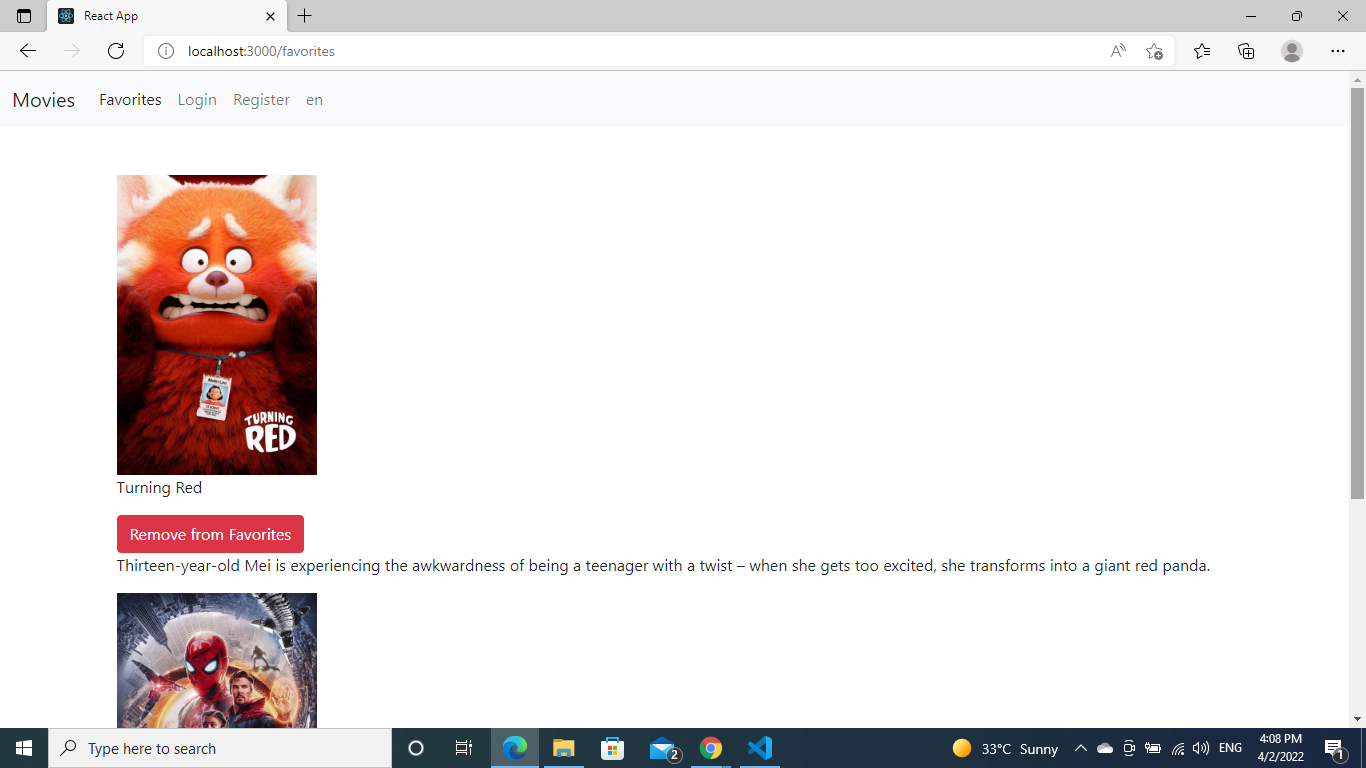 React App
localhost:3000/favorites
Movies Favorites Login Register en
TURNING
RED
Turning Red
Remove from Favorites
Thirteen-year-old Mei is experiencing the awkwardness of being a teenager with a twist – when she gets too excited, she transforms into a giant red panda.
Type here to search
2
33°C Sunny
ENG
4:08 PM
4/2/2022
1